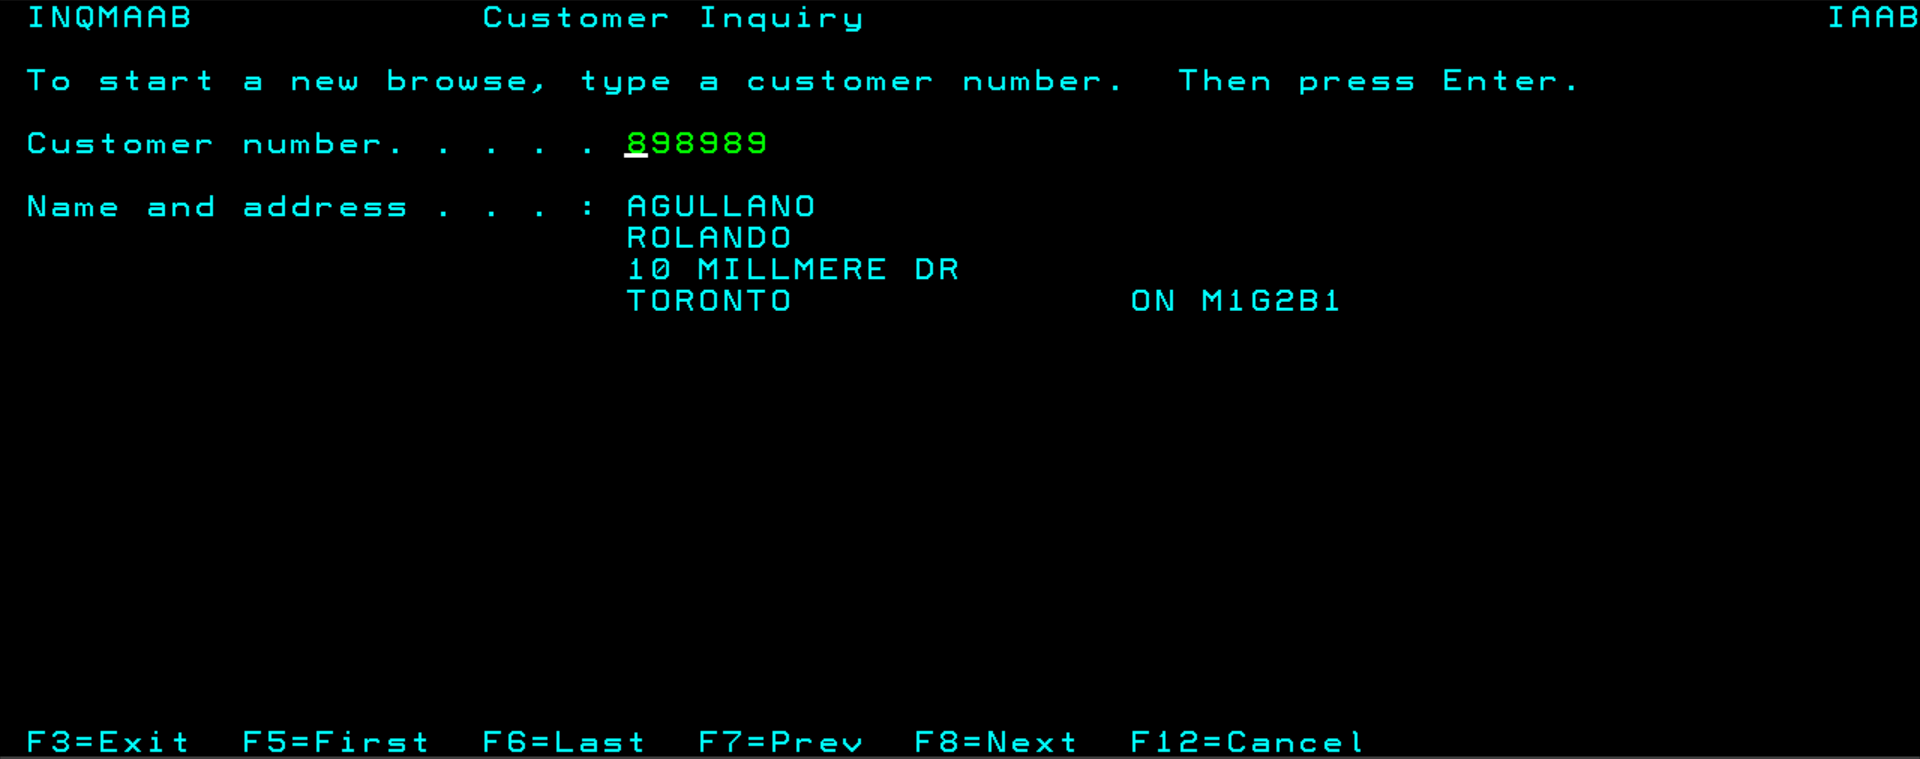 INQMAAB Customer Inquiry IAAB
To start a new browse, type a customer number. Then press Enter.
Customer number. . . . . 898989
Name and address . . . : AGULLANO
ROLANDO
10 MILLMERE DR
TORONTO ON M1G2B1
F3=Exit F5=First F6=Last F7=Prev F8=Next F12=Cancel